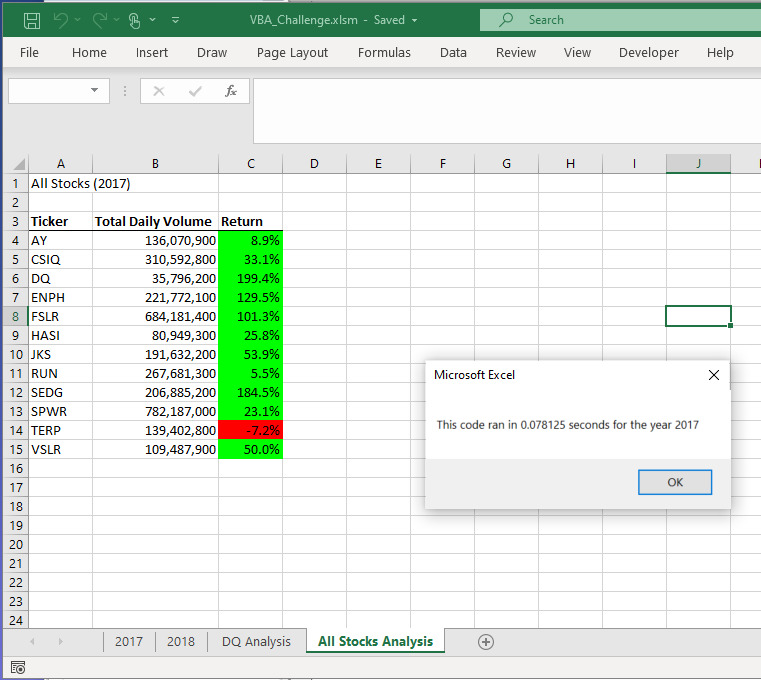 VBA_Challenge.xlsm - Saved
Search
File Home Insert Draw Page Layout Formulas Data Review View Developer Help
fx
A B C D E F G H I J
1 All Stocks (2017)
2
3 Ticker Total Daily Volume Return
4 AY 136,070,900 8.9%
5 CSIQ 310,592,800 33.1%
6 DQ 35,796,200 199.4%
7 ENPH 221,772,100 129.5%
8 FSLR 684,181,400 101.3%
9 HASI 80,949,300 25.8%
10 JKS 191,632,200 53.9%
11 RUN 267,681,300 5.5%
12 SEDG 206,885,200 184.5%
13 SPWR 782,187,000 23.1%
14 TERP 139,402,800 -7.2%
15 VSLR 109,487,900 50.0%
16
17
18
19
20
21
22
23
24
Microsoft Excel
This code ran in 0.078125 seconds for the year 2017
OK
2017 2018 DQ Analysis All Stocks Analysis